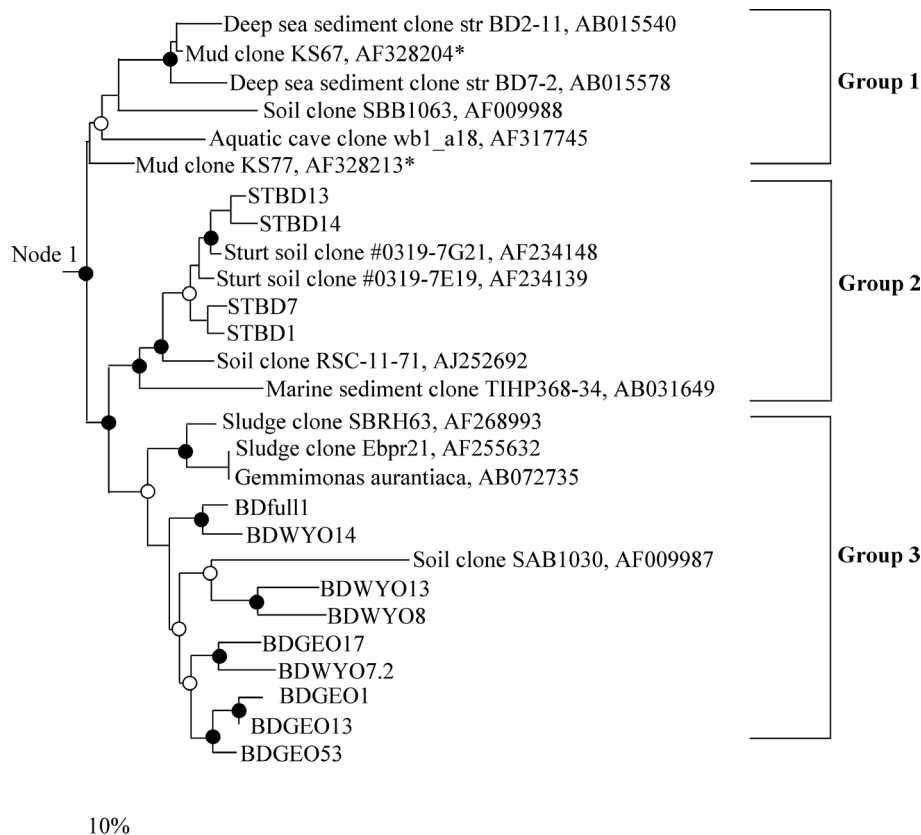 Deep sea sediment clone str BD2-11, AB015540
Mud clone KS67, AF328204*
Deep sea sediment clone str BD7-2, AB015578
Group 1
Soil clone SBB1063, AF009988
Aquatic cave clone wb1_a18, AF317745
Mud clone KS77, AF328213*
STBD13
STBD14
Node 1
Sturt soil clone #0319-7G21, AF234148
Sturt soil clone #0319-7E19, AF234139
Group 2
STBD7
STBD1
Soil clone RSC-11-71, AJ252692
Marine sediment clone TIHP368-34, AB031649
Sludge clone SBRH63, AF268993
Sludge clone Ebpr21, AF255632
Gemmimonas aurantiaca, AB072735
BDfull1
BDWYO14
Soil clone SAB1030, AF009987
Group 3
BDWYO13
BDWYO8
BDGEO17
BDWYO7.2
BDGEO1
BDGEO13
BDGEO53
10%